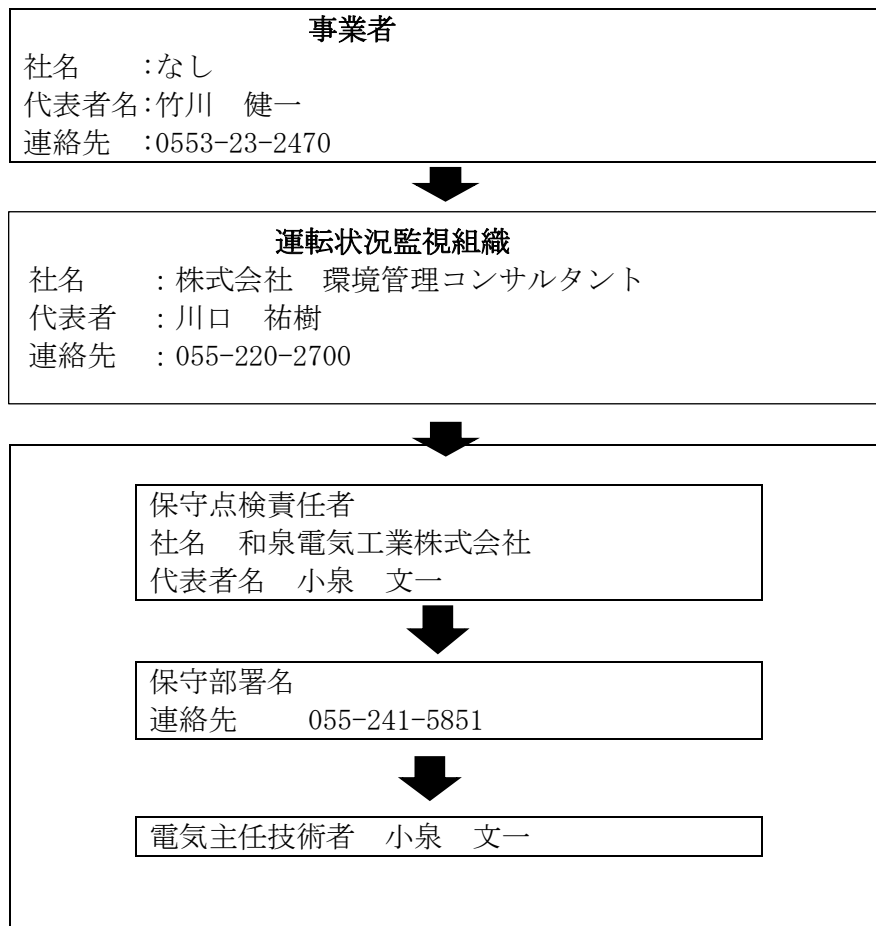 事業者
社名　　:なし
代表者名:竹川　健一
連絡先　:0553-23-2470
運転状況監視組織
社名　　：株式会社　環境管理コンサルタント
代表者　：川口　祐樹
連絡先　：055-220-2700
保守点検責任者
社名　和泉電気工業株式会社
代表者名　小泉　文一
保守部署名
連絡先　　055-241-5851
電気主任技術者　小泉　文一